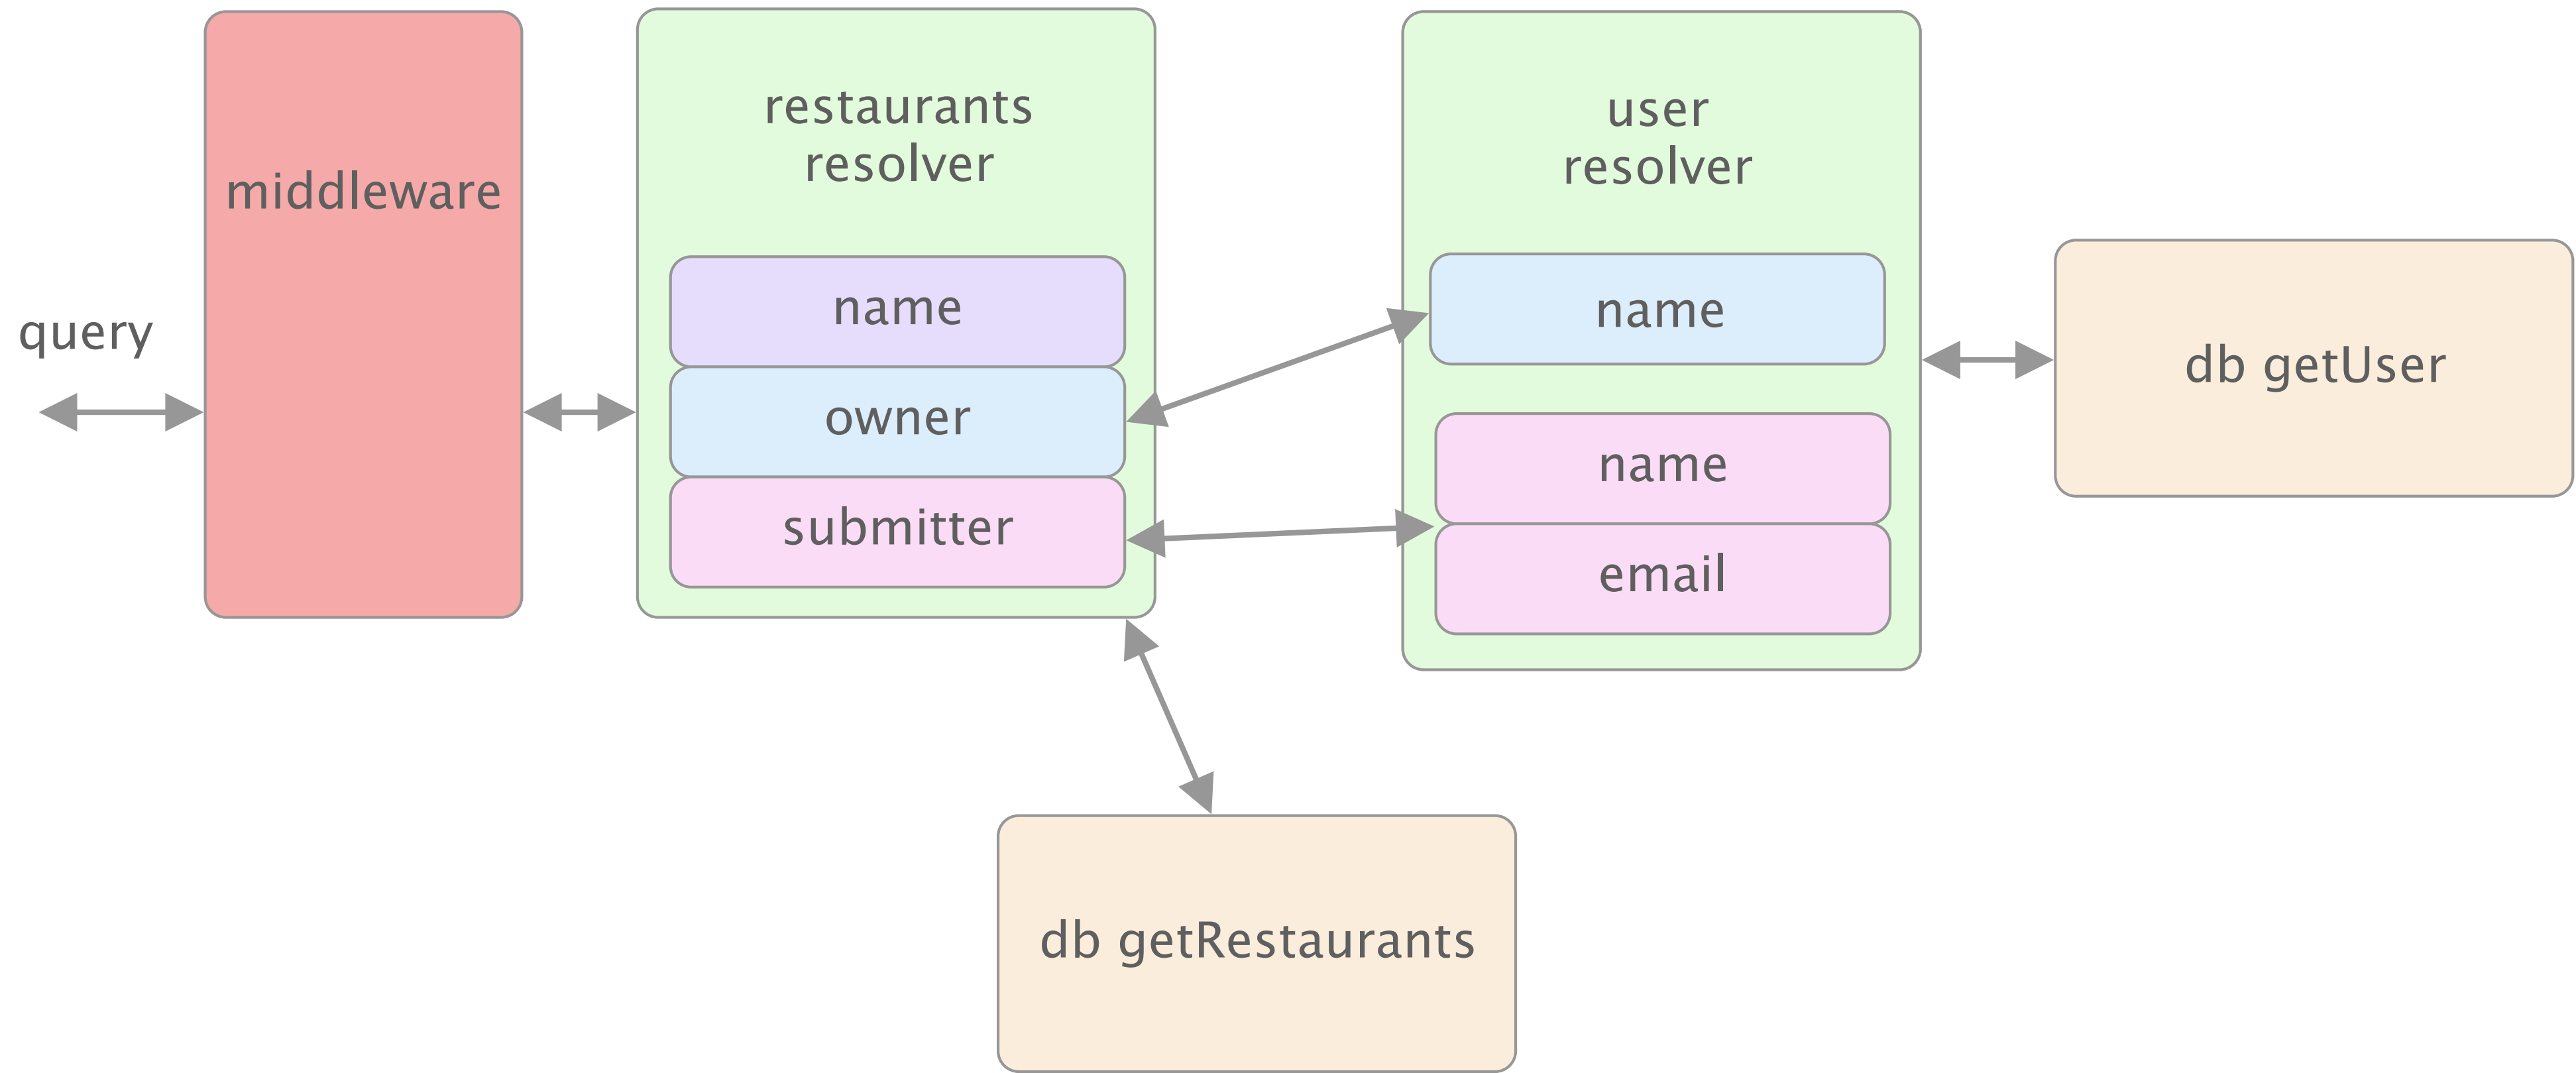 query
middleware
restaurants
resolver
name
owner
submitter
user
resolver
name
name
email
db getUser
db getRestaurants